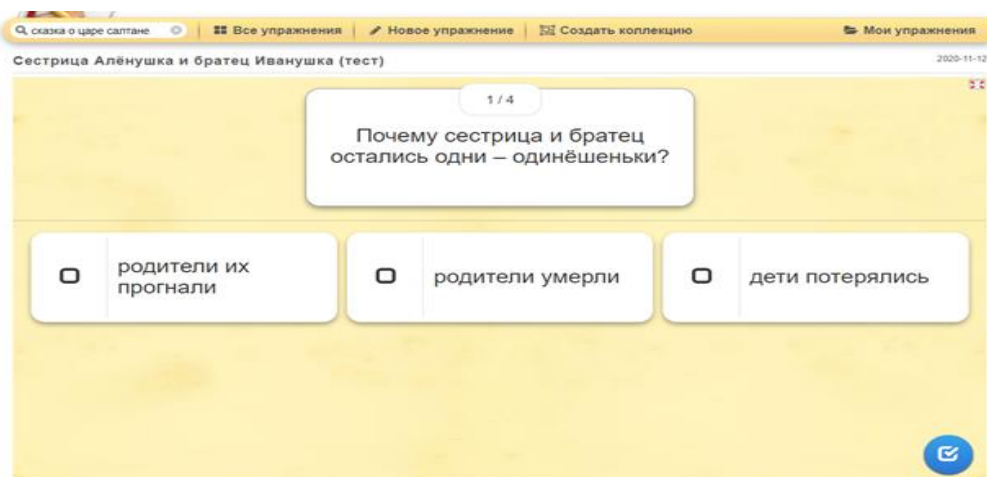 сказка о царе салтане Все упражнения Новое упражнение Создать коллекцию Мои упражнения
Сестрица Алёнушка и братец Иванушка (тест) 2020-11-12
1 / 4
Почему сестрица и братец
остались одни – одинёшеньки?
родители их
прогнали
родители умерли
дети потерялись